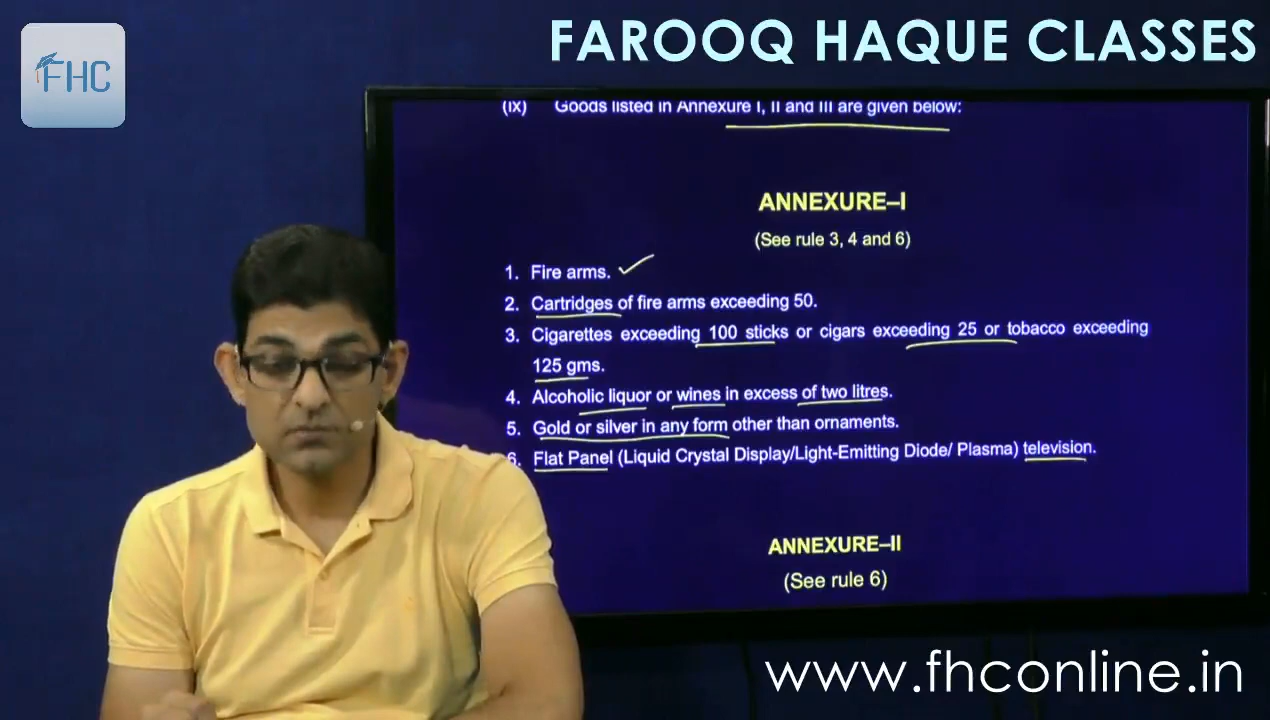 FHC
FAROOQ HAQUE CLASSES
(ix) Goods listed in Annexure I, II and III are given below:
ANNEXURE–I
(See rule 3, 4 and 6)
1. Fire arms.
2. Cartridges of fire arms exceeding 50.
3. Cigarettes exceeding 100 sticks or cigars exceeding 25 or tobacco exceeding
125 gms.
4. Alcoholic liquor or wines in excess of two litres.
5. Gold or silver in any form other than ornaments.
6. Flat Panel (Liquid Crystal Display/Light-Emitting Diode/ Plasma) television.
ANNEXURE–II
(See rule 6)
www.fhconline.in